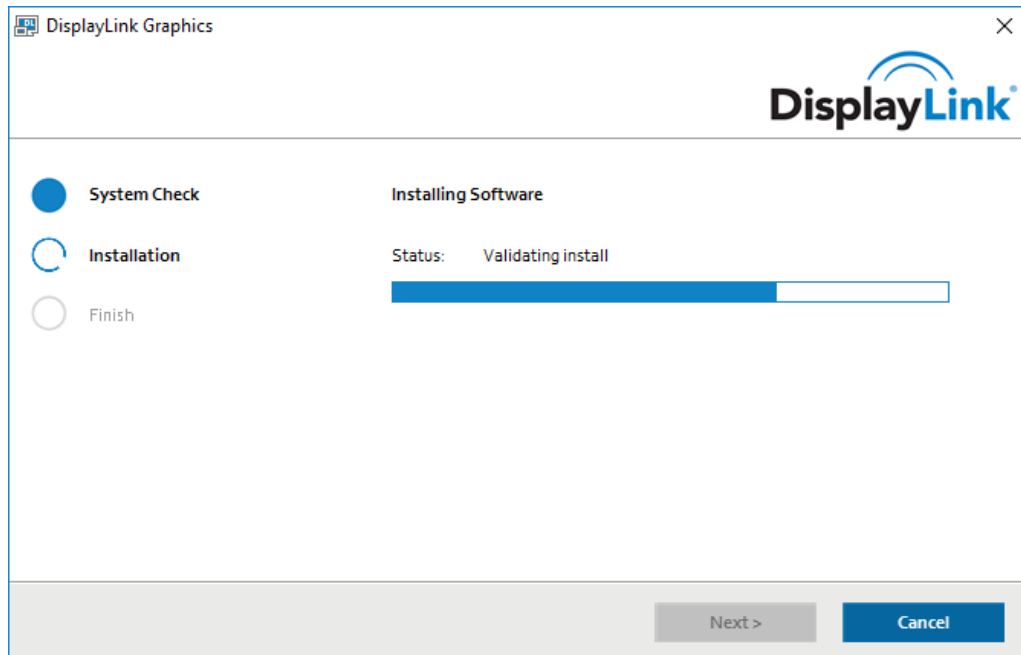 DisplayLink Graphics
DisplayLink
System Check
Installing Software
Installation
Status: Validating install
Finish
Next >
Cancel